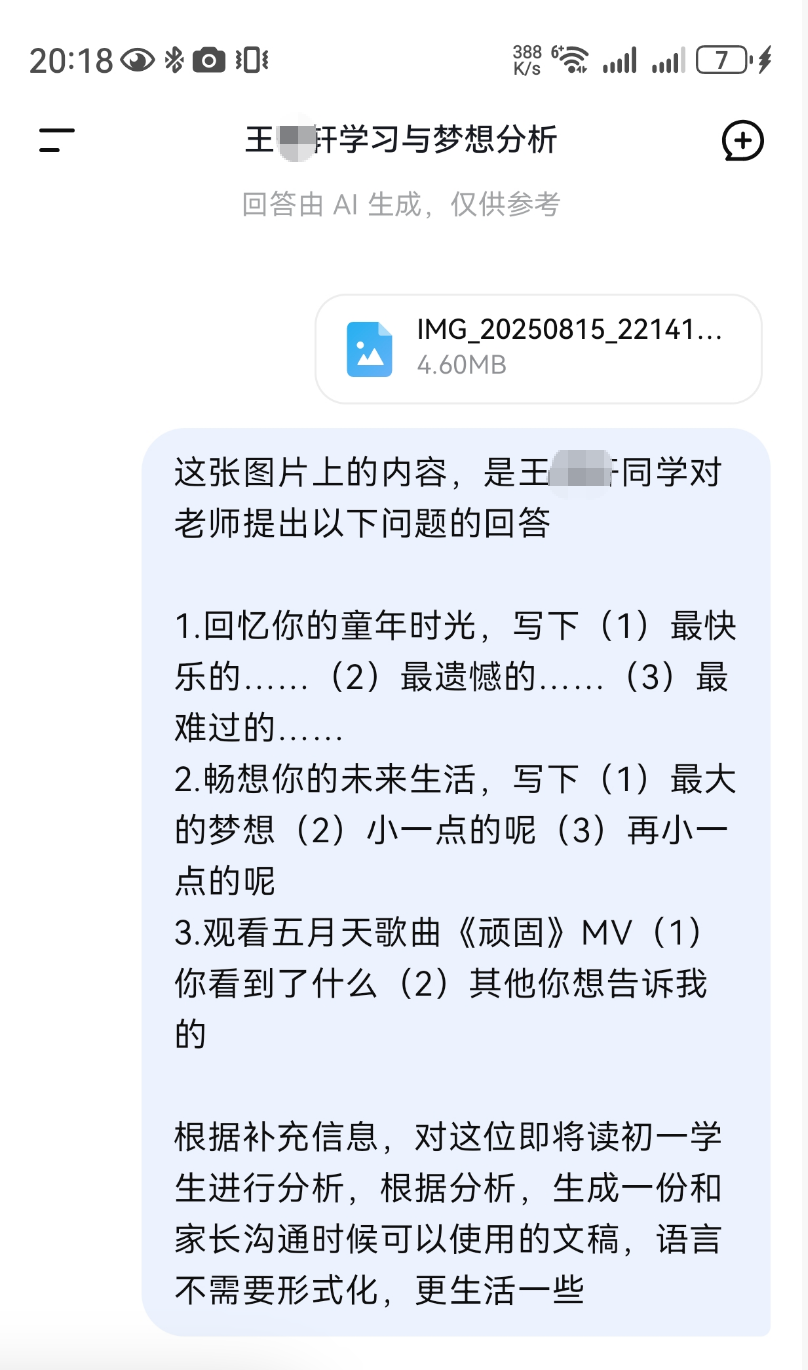 20:18
388 K/s
6+
7
王 轩学习与梦想分析
回答由 AI 生成，仅供参考
IMG_20250815_22141...
4.60MB
这张图片上的内容，是王 同学对
老师提出以下问题的回答
1.回忆你的童年时光，写下（1）最快
乐的……（2）最遗憾的……（3）最
难过的……
2.畅想你的未来生活，写下（1）最大
的梦想（2）小一点的呢（3）再小一
点的呢
3.观看五月天歌曲《顽固》MV（1）
你看到了什么（2）其他你想告诉我
的
根据补充信息，对这位即将读初一学
生进行分析，根据分析，生成一份和
家长沟通时候可以使用的文稿，语言
不需要形式化，更生活一些